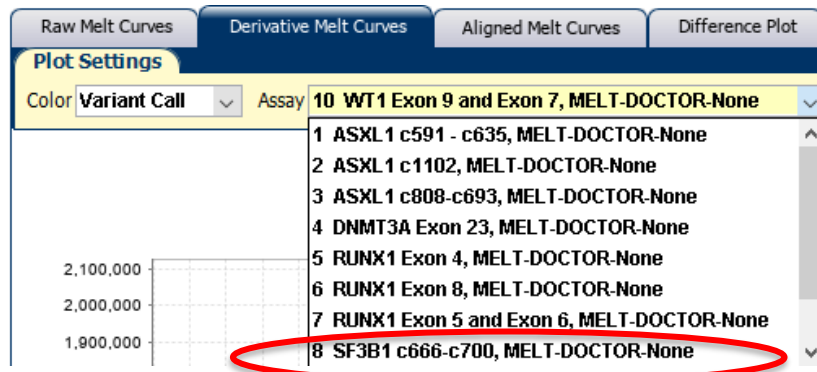 Raw Melt Curves Derivative Melt Curves Aligned Melt Curves Difference Plot
Plot Settings
Color Variant Call Assay 10 WT1 Exon 9 and Exon 7, MELT-DOCTOR-None
1 ASXL1 c591 - c635, MELT-DOCTOR-None
2 ASXL1 c1102, MELT-DOCTOR-None
3 ASXL1 c808-c693, MELT-DOCTOR-None
4 DNMT3A Exon 23, MELT-DOCTOR-None
5 RUNX1 Exon 4, MELT-DOCTOR-None
2,100,000
6 RUNX1 Exon 8, MELT-DOCTOR-None
2,000,000
7 RUNX1 Exon 5 and Exon 6, MELT-DOCTOR-None
1,900,000
8 SF3B1 c666-c700, MELT-DOCTOR-None